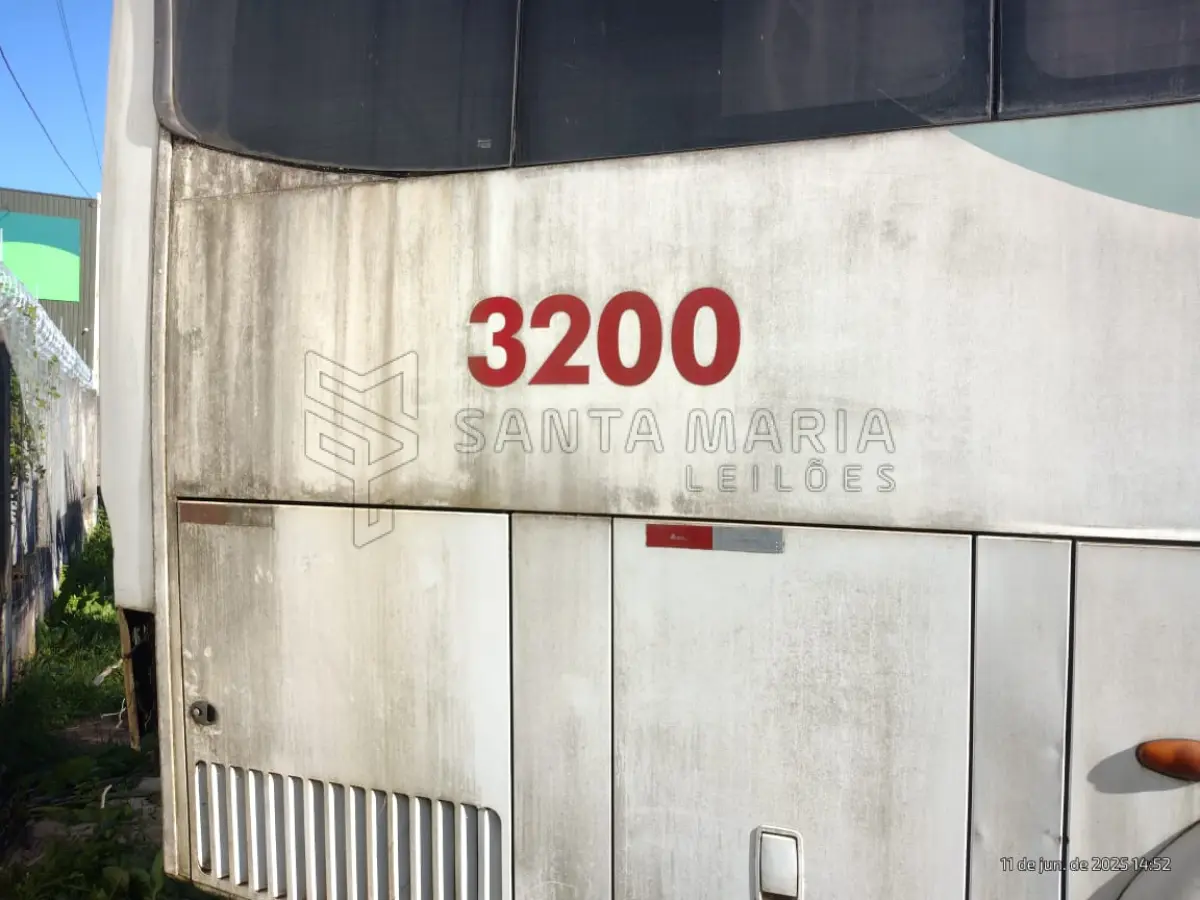 3200
SANTA MARIA
LEILÕES
11 de jun. de 2025 14:52